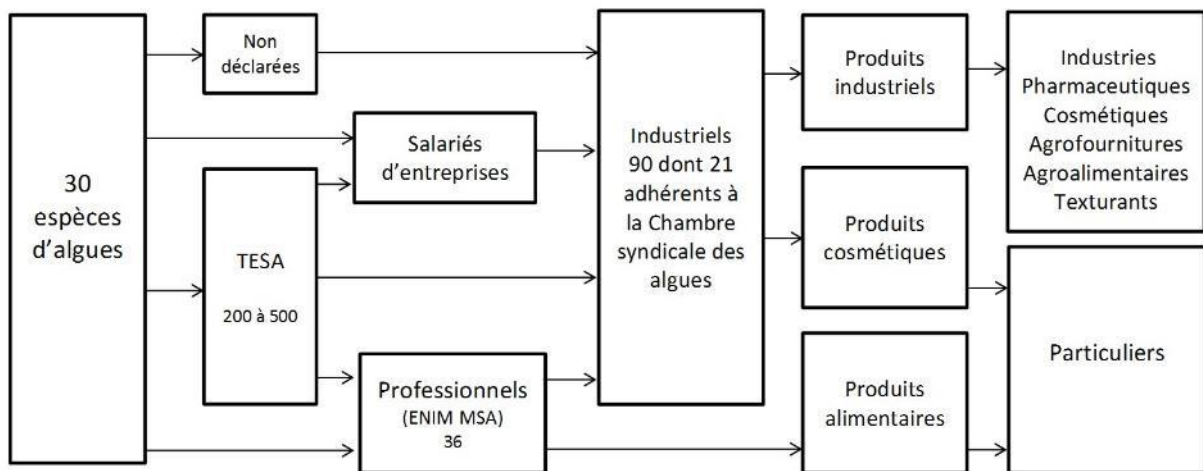 30
espèces
d'algues
Non
déclarées
Salariés
d'entreprises
TESA
200 à 500
Professionnels
(ENIM MSA)
36
Industriels
90 dont 21
adhérents à
la Chambre
syndicale des
algues
Produits
industriels
Produits
cosmétiques
Produits
alimentaires
Industries
Pharmaceutiques
Cosmétiques
Agrofournitures
Agroalimentaires
Texturants
Particuliers